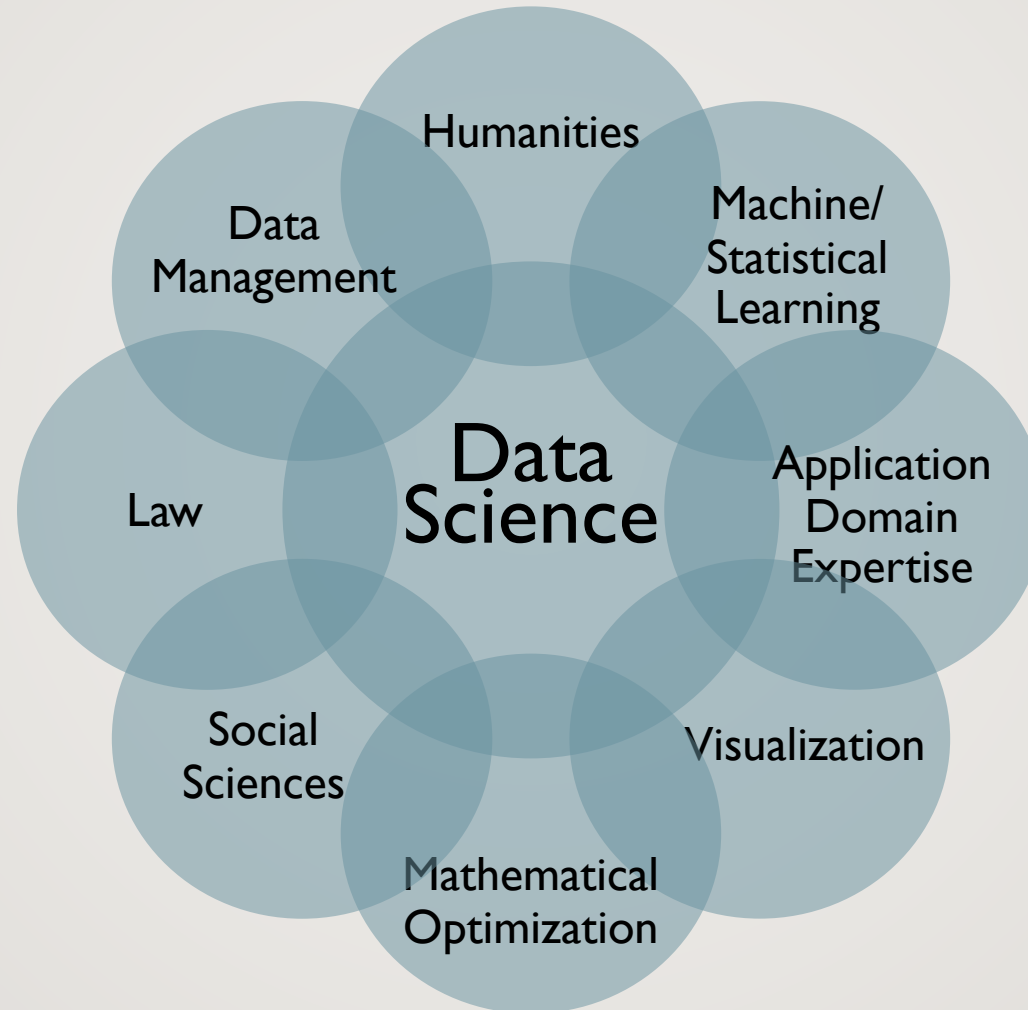 Humanities
Machine/
Statistical
Learning
Data
Management
Application
Domain
Expertise
Data
Science
Law
Visualization
Social
Sciences
Mathematical
Optimization